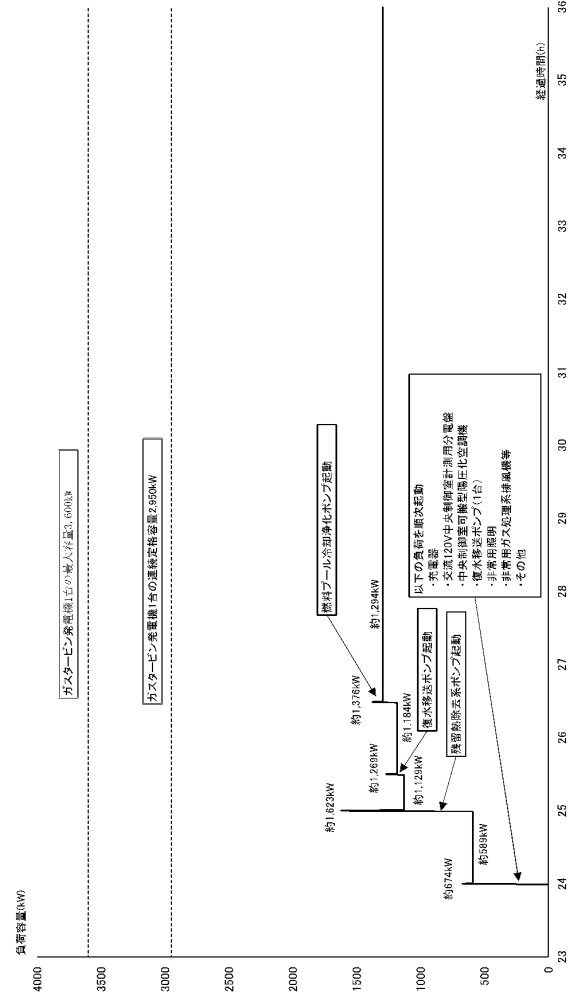 負荷容量(kW)
4000
3500
3000
2500
2000
1500
1000
500
0
ガスタービン発電機1台の最大容量3,600kW
ガスタービン発電機1台の連続定格容量2,950kW
燃料プール冷却浄化ポンプ起動
約1,623kW
約1,376kW
約1,294kW
約1,269kW
約1,184kW
約1,129kW
復水移送ポンプ起動
残留熱除去系ポンプ起動
約674kW
約589kW
以下の負荷を順次起動
・充電器
・交流120V中央制御室計測用分電盤
・中央制御室可搬型陽圧化空調機
・復水移送ポンプ(1台)
・非常用照明
・非常用ガス処理系排風機等
・その他
23
24
25
26
27
28
29
30
31
32
33
34
35
36
経過時間(h)